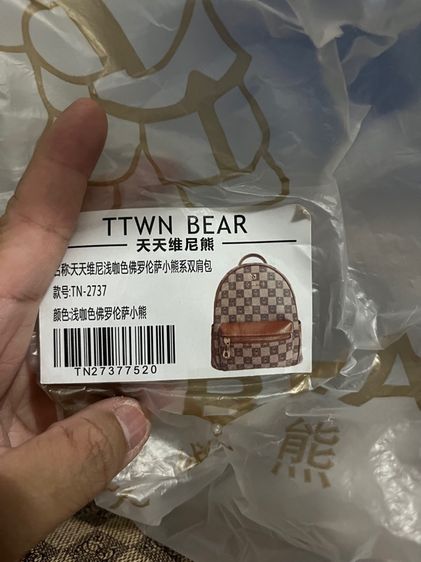 TTWN BEAR
天天维尼熊
名称:天天维尼浅咖色佛罗伦萨小熊系双肩包
款号:TN-2737
颜色:浅咖色佛罗伦萨小熊
TN27377520
熊